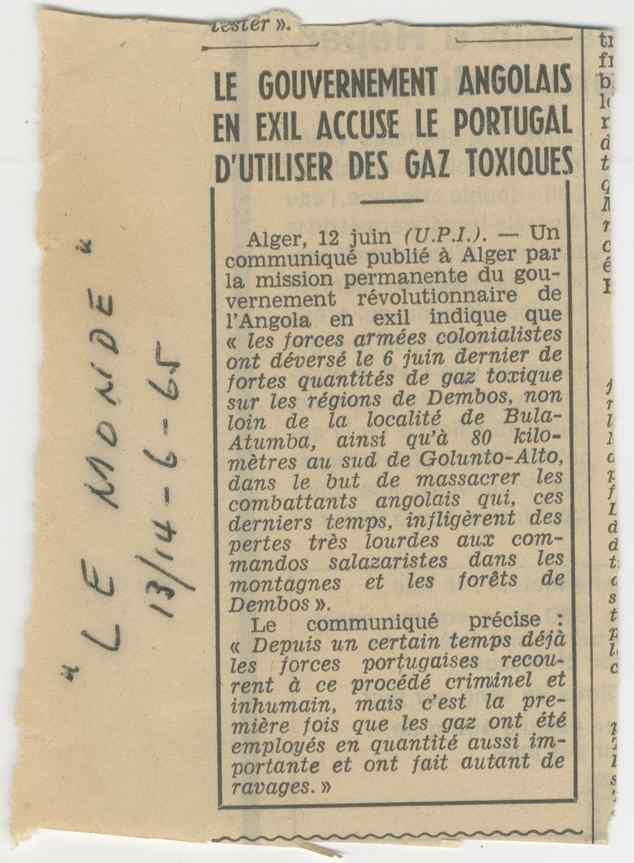 tester ».
LE GOUVERNEMENT ANGOLAIS
EN EXIL ACCUSE LE PORTUGAL
D'UTILISER DES GAZ TOXIQUES
Alger, 12 juin (U.P.I.). — Un
communiqué publié à Alger par
la mission permanente du gou-
vernement révolutionnaire de
l'Angola en exil indique que
« les forces armées colonialistes
ont déversé le 6 juin dernier de
fortes quantités de gaz toxique
sur les régions de Dembos, non
loin de la localité de Bula-
Atumba, ainsi qu'à 80 kilo-
mètres au sud de Golunto-Alto,
dans le but de massacrer les
combattants angolais qui, ces
derniers temps, infligèrent des
pertes très lourdes aux com-
mandos salazaristes dans les
montagnes et les forêts de
Dembos ».
Le communiqué précise :
« Depuis un certain temps déjà
les forces portugaises recou-
rent à ce procédé criminel et
inhumain, mais c'est la pre-
mière fois que les gaz ont été
employés en quantité aussi im-
portante et ont fait autant de
ravages. »
" LE MONDE "
13/14-6-65